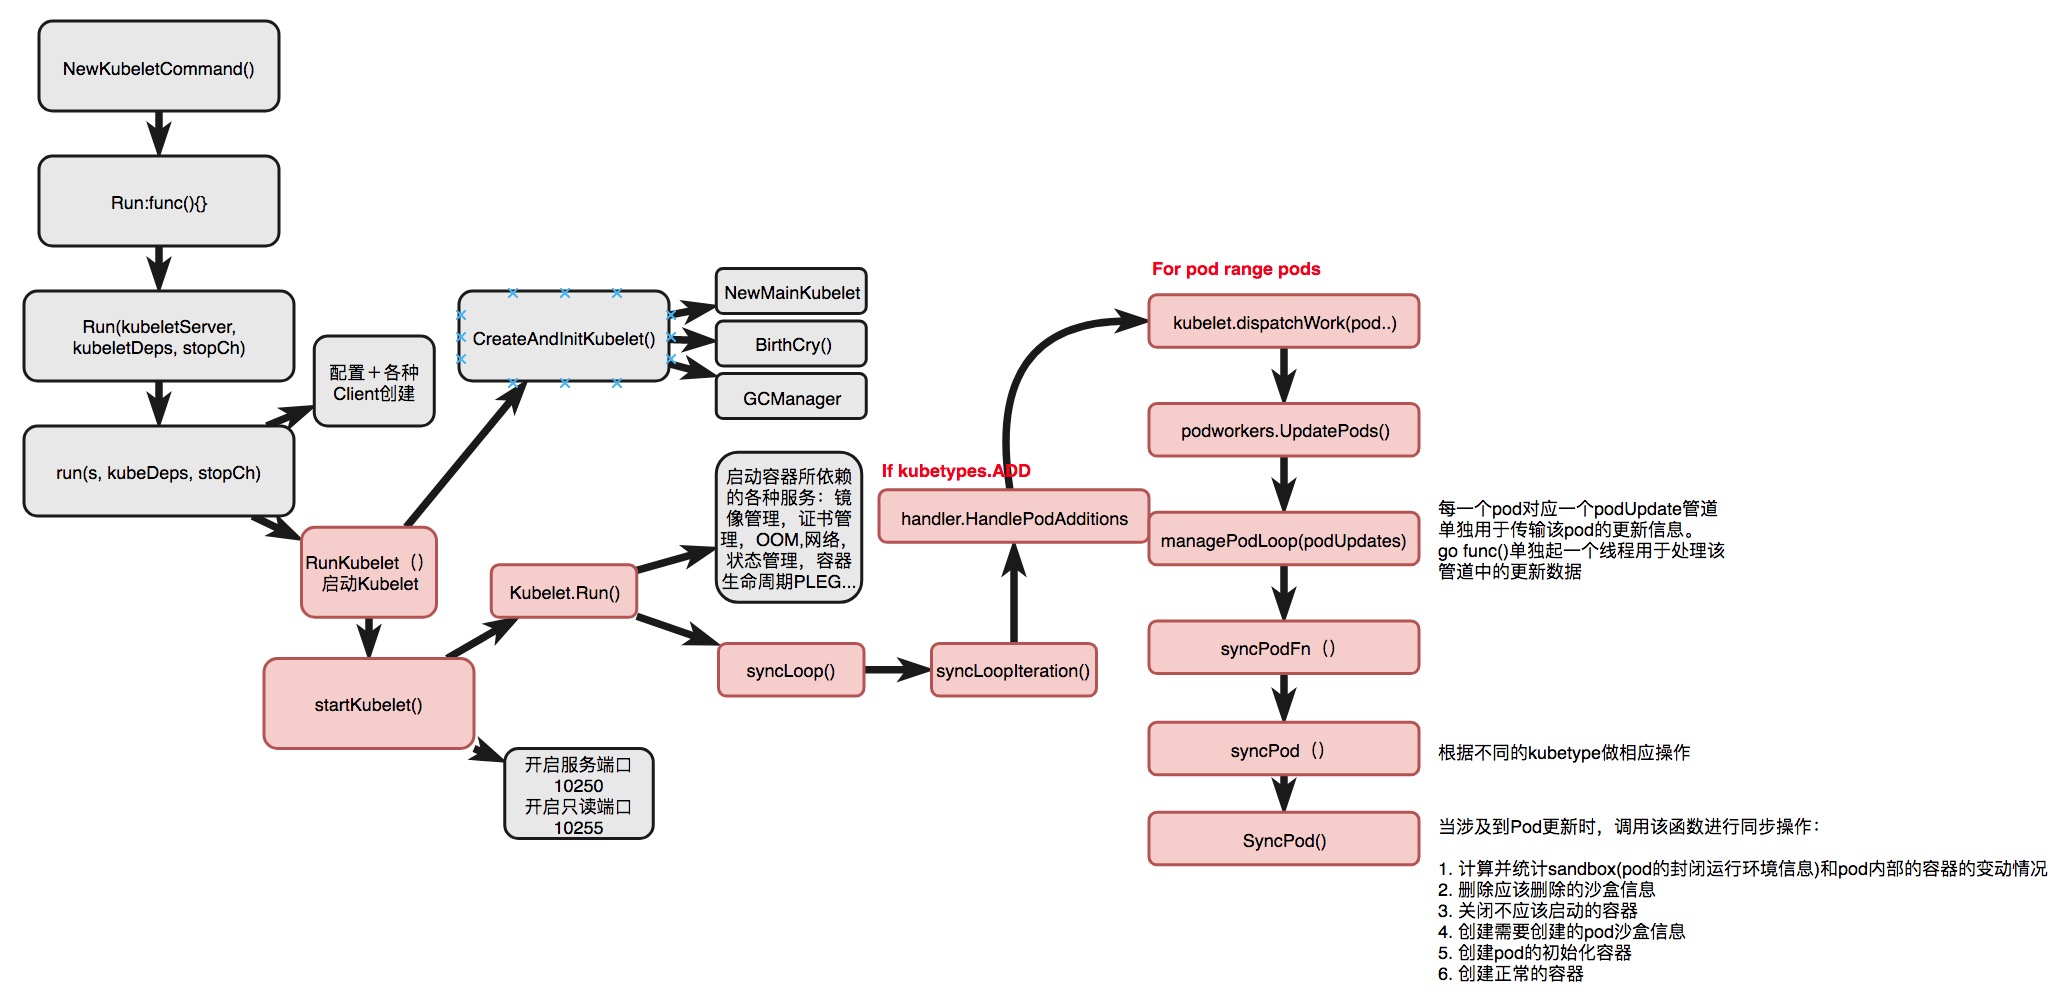 NewKubeletCommand()
Run:func(){}
Run(kubeletServer,
kubeletDeps, stopCh)
配置＋各种
Client创建
run(s, kubeDeps, stopCh)
RunKubelet（）
启动Kubelet
startKubelet()
开启服务端口
10250
开启只读端口
10255
CreateAndInitKubelet()
NewMainKubelet
BirthCry()
GCManager
Kubelet.Run()
启动容器所依赖
的各种服务：镜
像管理，证书管
理，OOM,网络，
状态管理，容器
生命周期PLEG...
syncLoop()
syncLoopIteration()
If kubetypes.ADD
handler.HandlePodAdditions
For pod range pods
kubelet.dispatchWork(pod..)
podworkers.UpdatePods()
managePodLoop(podUpdates)
每一个pod对应一个podUpdate管道
单独用于传输该pod的更新信息。
go func()单独起一个线程用于处理该
管道中的更新数据
syncPodFn（）
syncPod（）
根据不同的kubetype做相应操作
SyncPod()
当涉及到Pod更新时，调用该函数进行同步操作：
1. 计算并统计sandbox(pod的封闭运行环境信息)和pod内部的容器的变动情况
2. 删除应该删除的沙盒信息
3. 关闭不应该启动的容器
4. 创建需要创建的pod沙盒信息
5. 创建pod的初始化容器
6. 创建正常的容器